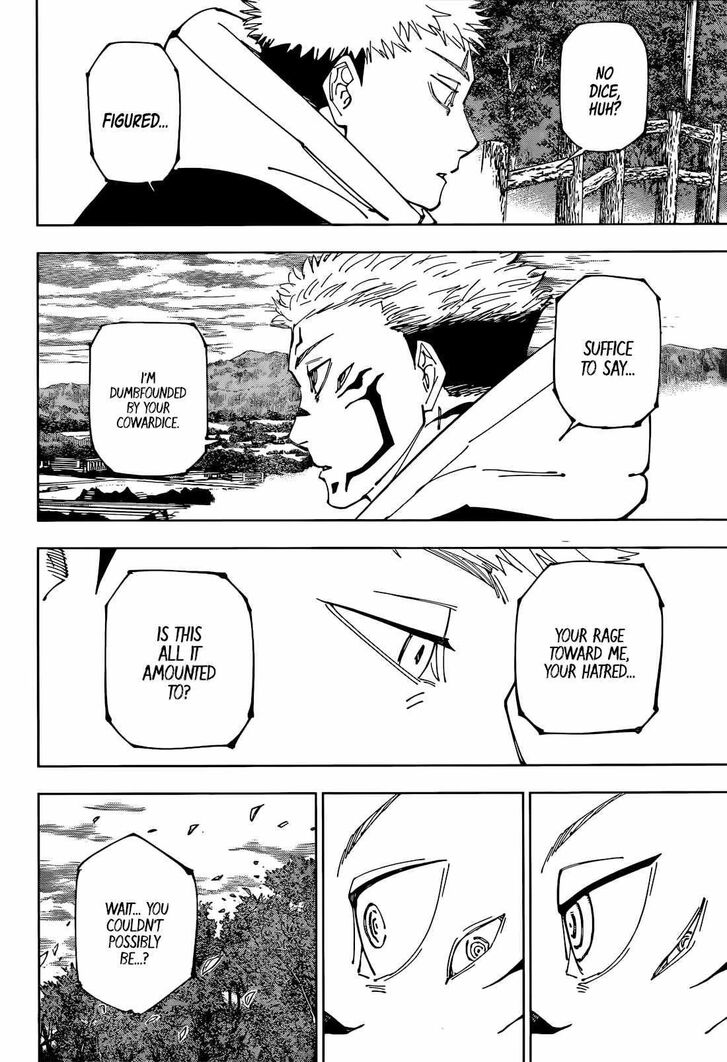 NO
DICE,
HUH?
FIGURED...
SUFFICE
TO SAY...
I'M
DUMBFOUNDED
BY YOUR
COWARDICE.
YOUR RAGE
TOWARD ME,
YOUR HATRED...
IS THIS
ALL IT
AMOUNTED
TO?
WAIT... YOU
COULDN'T
POSSIBLY
BE...?